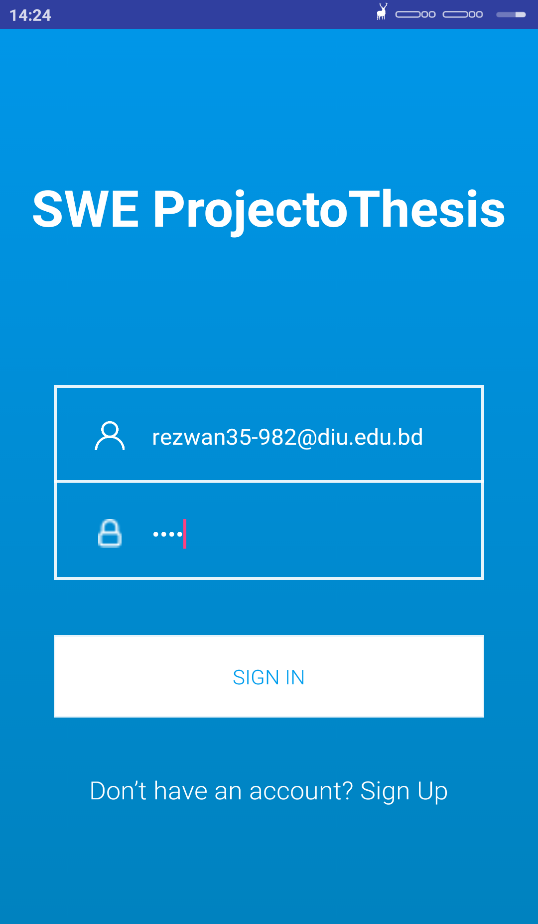 14:24
SWE ProjectoThesis
rezwan35-982@diu.edu.bd
••••
SIGN IN
Don't have an account? Sign Up